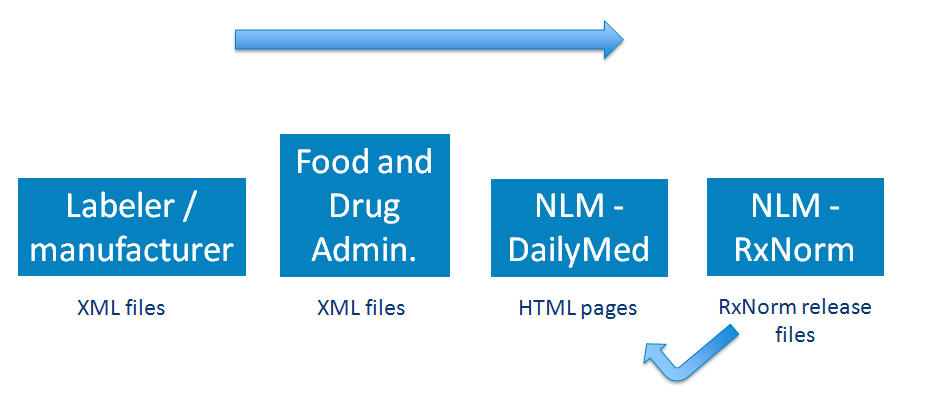 Labeler /
manufacturer
XML files
Food and
Drug
Admin.
XML files
NLM -
DailyMed
HTML pages
NLM -
RxNorm
RxNorm release
files